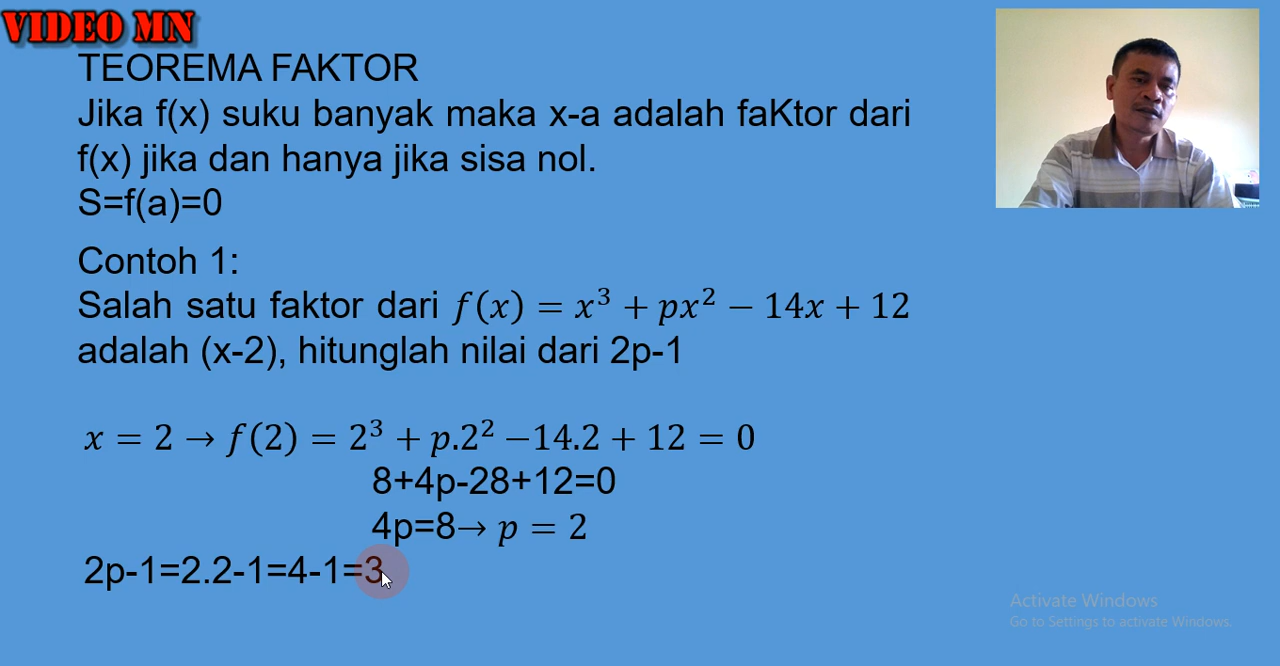 VIDEO MN
TEOREMA FAKTOR
Jika f(x) suku banyak maka x-a adalah faKtor dari
f(x) jika dan hanya jika sisa nol.
S=f(a)=0
Contoh 1:
Salah satu faktor dari f(x) = x³ + px² − 14x + 12
adalah (x-2), hitunglah nilai dari 2p-1
x = 2 → f(2) = 2³ + p.2² −14.2 + 12 = 0
8+4p-28+12=0
4p=8→ p = 2
2p-1=2.2-1=4-1=3
Activate Windows
Go to Settings to activate Windows.